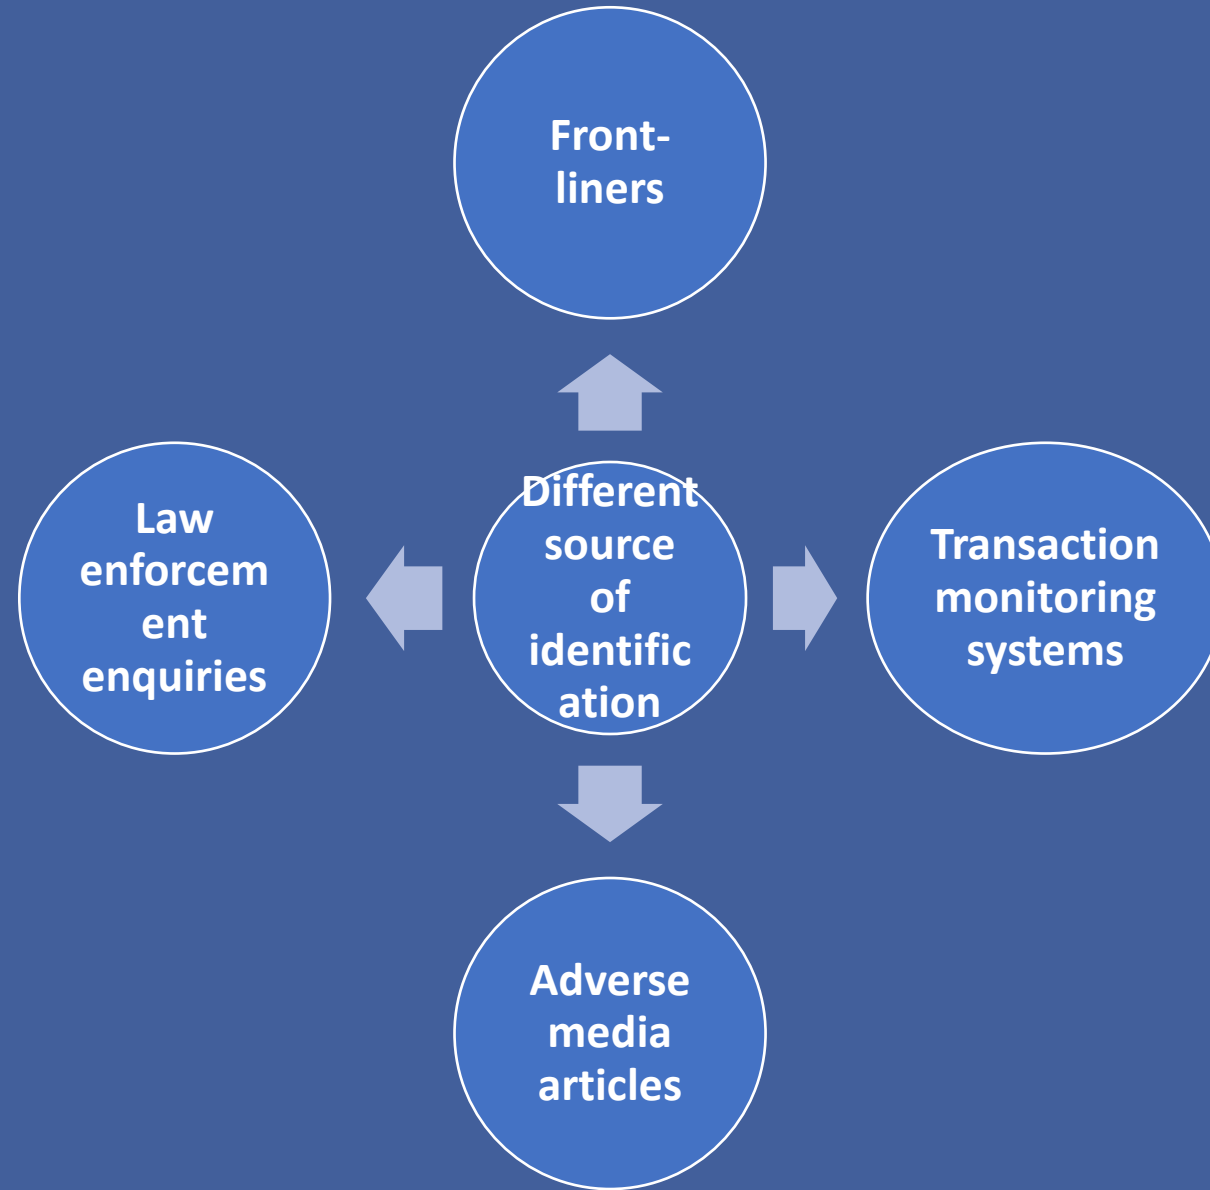 Front-
liners
Law
enforcem
ent
enquiries
Different
source
of
identific
ation
Transaction
monitoring
systems
Adverse
media
articles